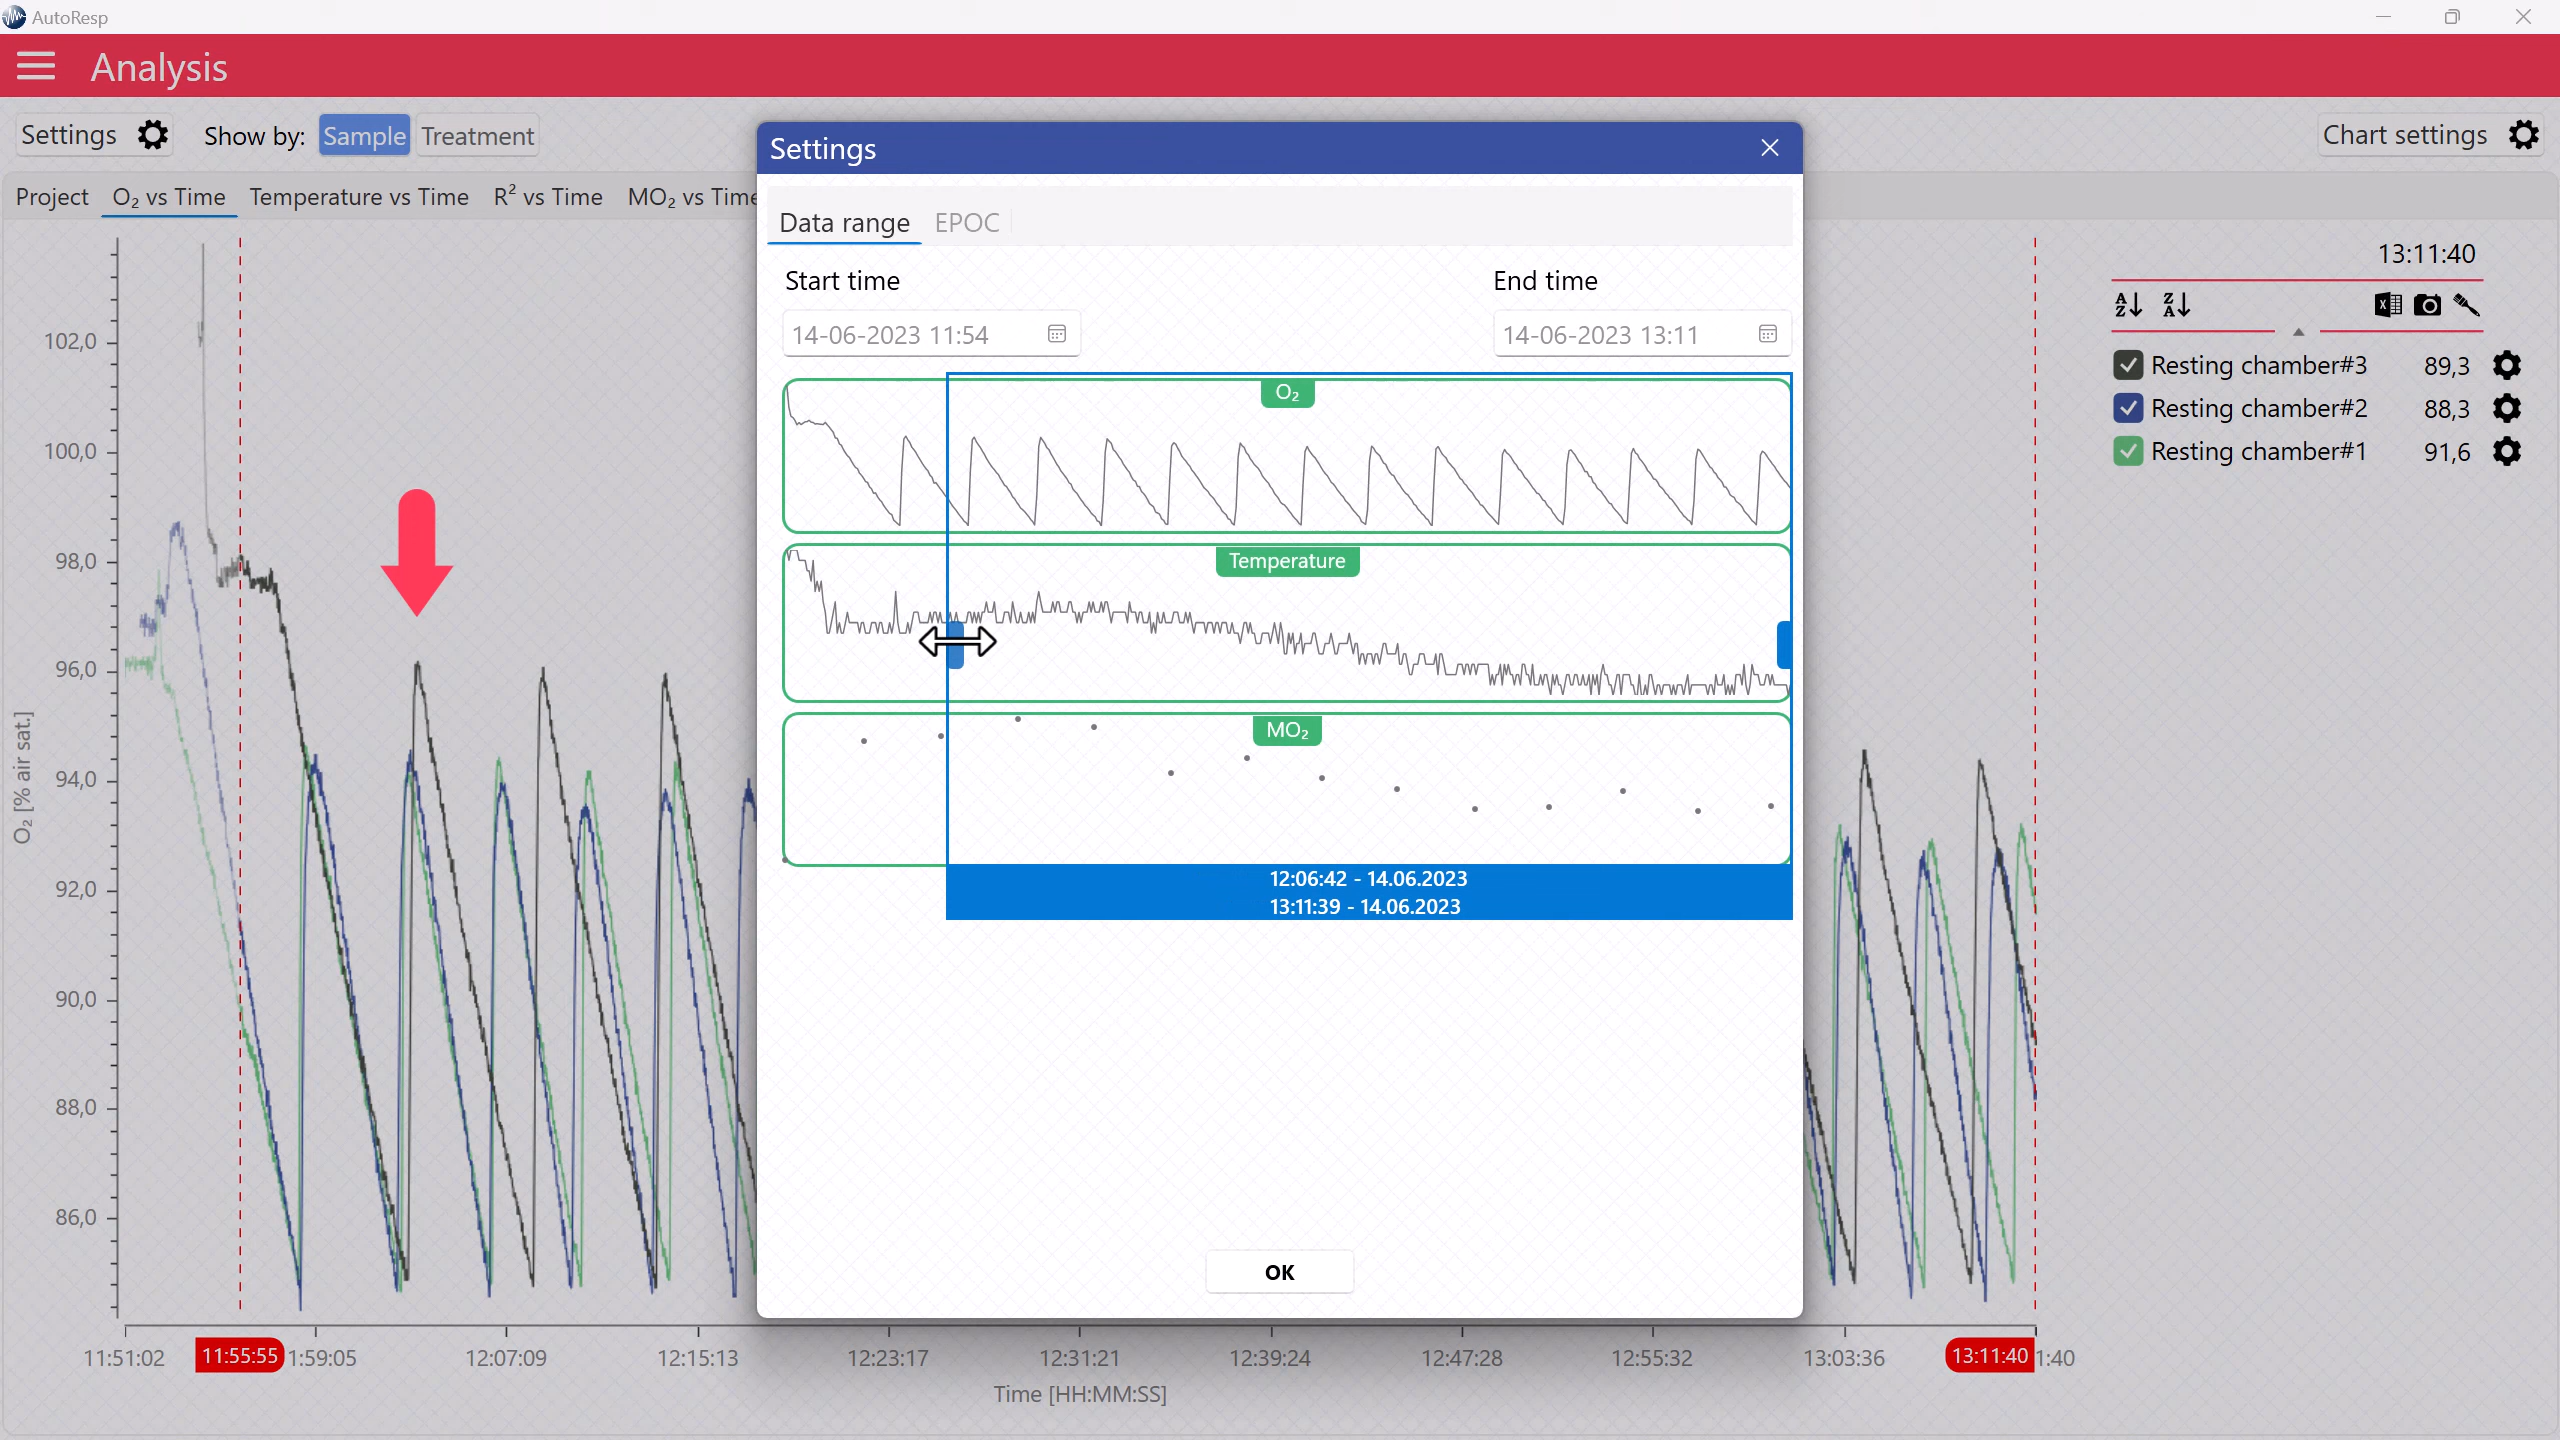 AutoResp
Analysis
Settings
Show by: Sample Treatment
Chart settings
Project O₂ vs Time Temperature vs Time R² vs Time MO₂ vs Time
Settings
Data range EPOC
Start time
End time
14-06-2023 11:54
14-06-2023 13:11
O₂
Temperature
MO₂
12:06:42 - 14.06.2023
13:11:39 - 14.06.2023
OK
13:11:40
Resting chamber#3 89,3
Resting chamber#2 88,3
Resting chamber#1 91,6
O₂ [% air sat.]
102,0
100,0
98,0
96,0
94,0
92,0
90,0
88,0
86,0
11:51:02 11:55:55 1:59:05 12:07:09 12:15:13 12:23:17 12:31:21 12:39:24 12:47:28 12:55:32 13:03:36 13:11:40 1:40
Time [HH:MM:SS]